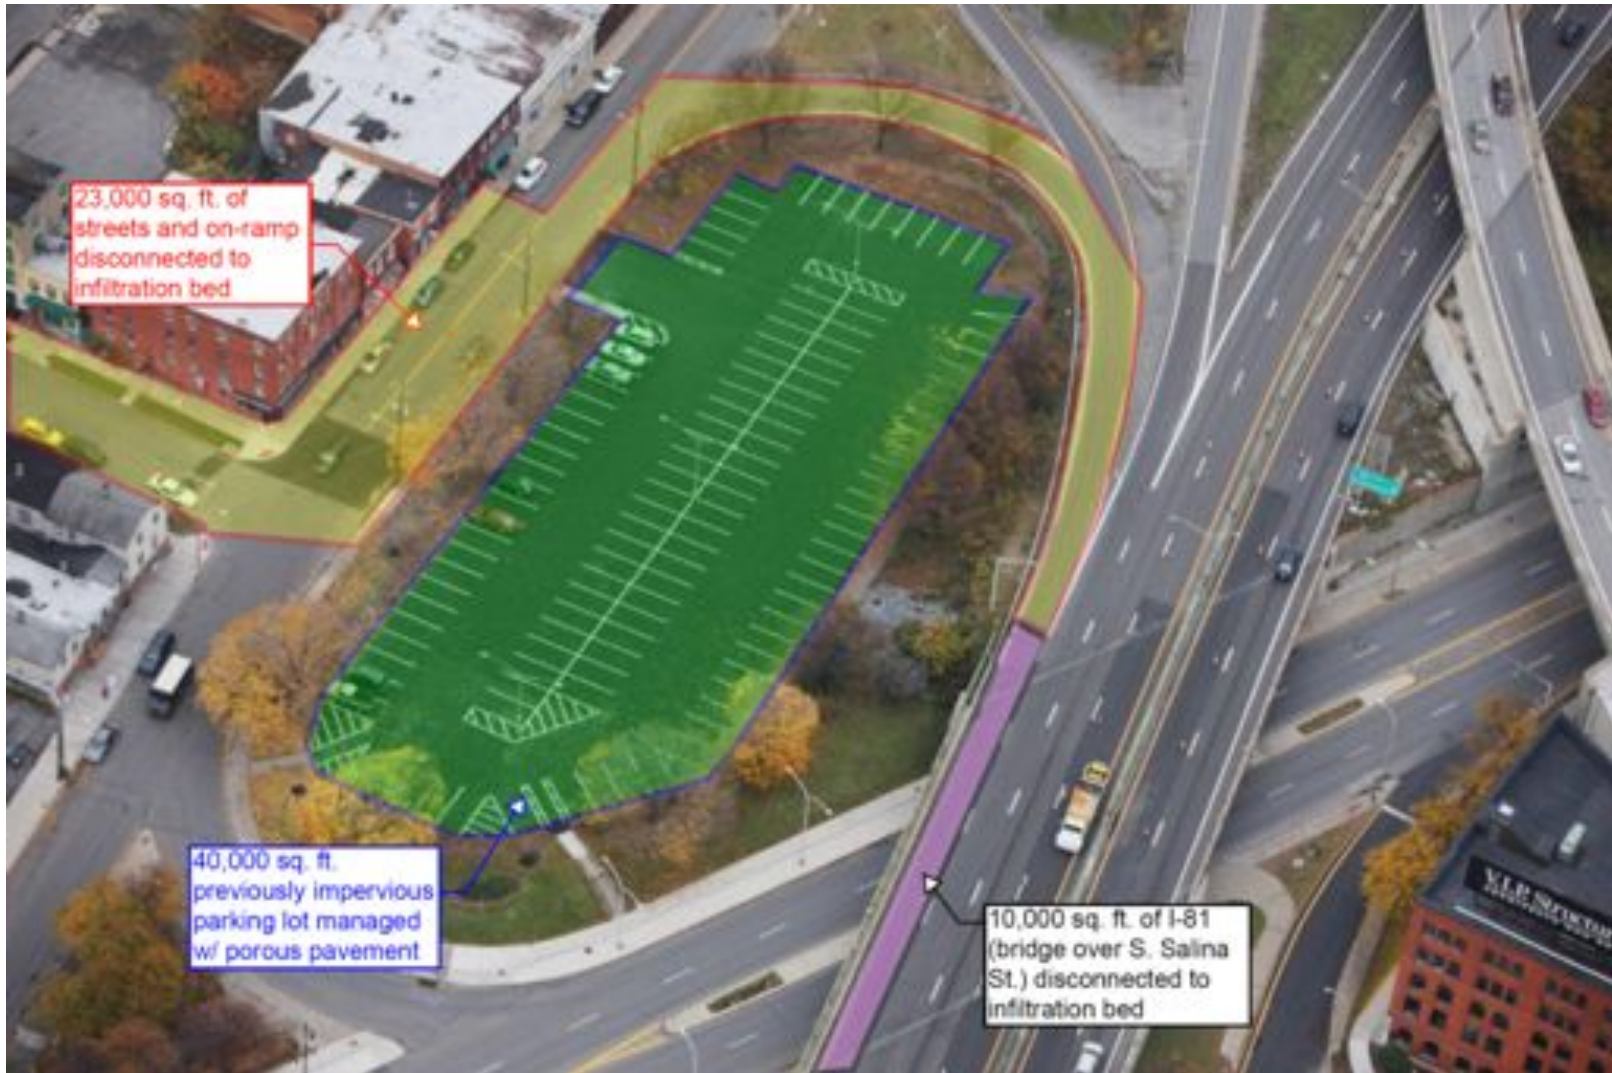 23,000 sq. ft. of
streets and on-ramp
disconnected to
infiltration bed
40,000 sq. ft.
previously impervious
parking lot managed
w/ porous pavement
10,000 sq. ft. of I-81
(bridge over S. Salina
St.) disconnected to
infiltration bed
V.I.P. Structures